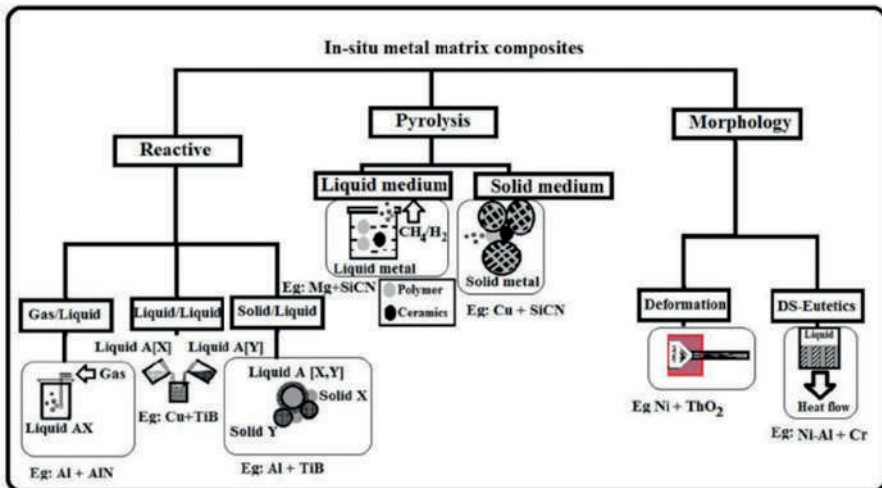 In-situ metal matrix composites
Reactive
Pyrolysis
Morphology
Liquid medium
Solid medium
CH4/H2
Liquid metal
Solid metal
Eg: Mg+SiCN
Polymer
Ceramics
Eg: Cu + SiCN
Gas/Liquid
Liquid/Liquid
Solid/Liquid
Deformation
DS-Eutetics
Liquid A[X]
Liquid A[Y]
Gas
Liquid AX
Eg: Cu+TiB
Liquid A [X,Y]
Solid X
Solid Y
Liquid
Heat flow
Eg: Al + AlN
Eg: Al + TiB
Eg Ni + ThO2
Eg: Ni-Al + Cr